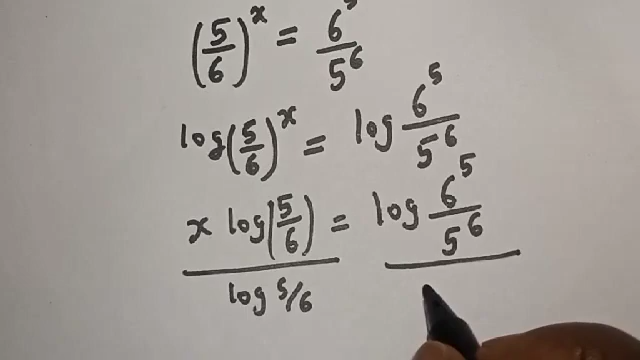 (5/6)^x = 6^5/5^6
log(5/6)^x = log 6^5/5^6
x log(5/6) = log 6^5/5^6
log 5/6